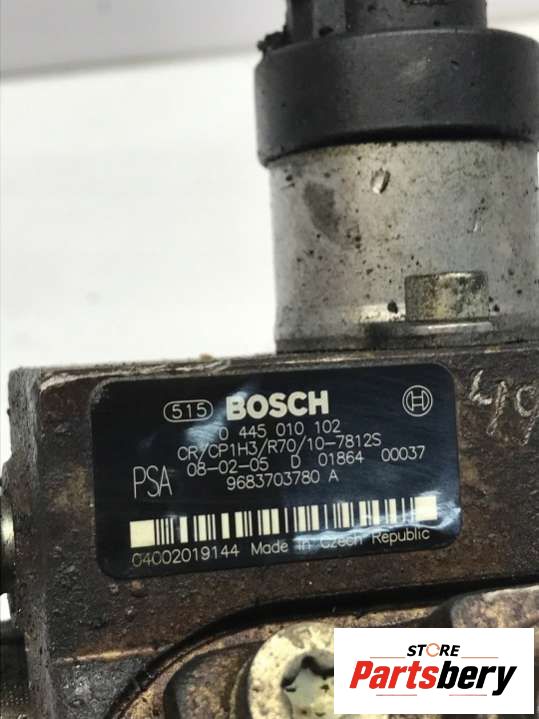 515 BOSCH
0 445 010 102
CR/CP1H3/R70/10-7812S
08-02-05 D 01864 00037
PSA 9683703780 A
04002019144 Made in Czech Republic
49
STORE
Partsbery